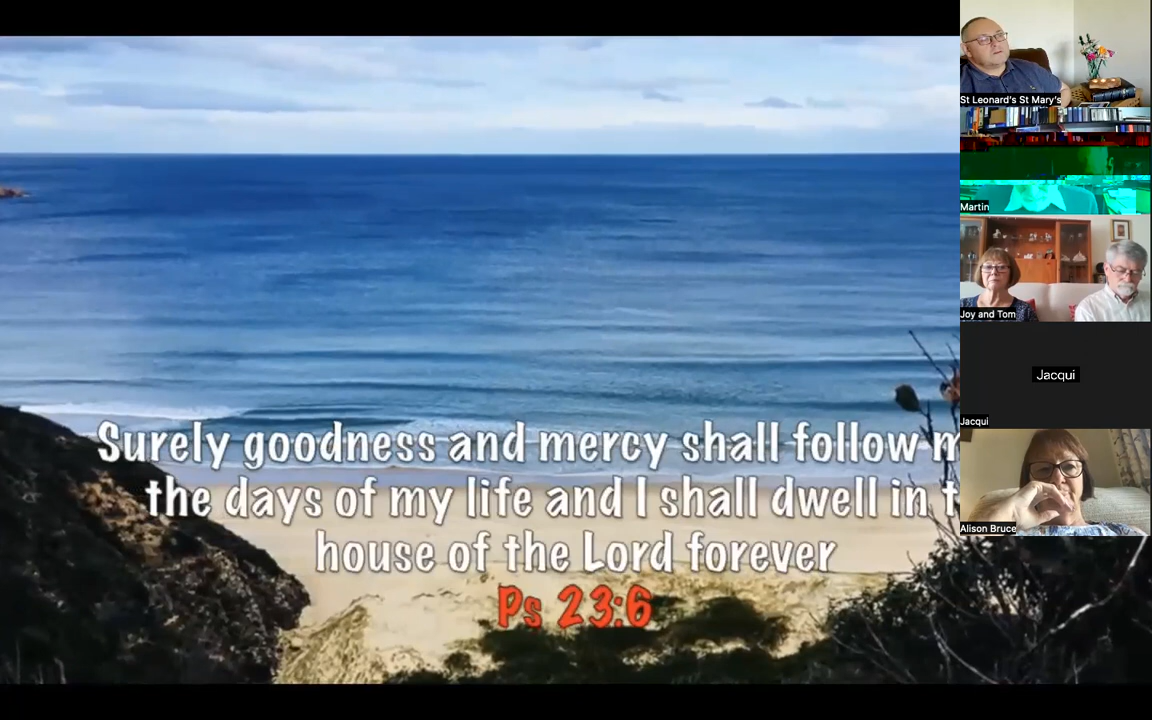 Surely goodness and mercy shall follow
the days of my life and I shall dwell in
house of the Lord forever
Ps 23:6
St Leonard's St Mary's
Martin
Joy and Tom
Jacqui
Jacqui
Alison Bruce